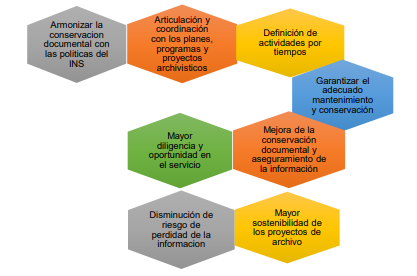 Armonizar la
conservacion
documental con
las politicas del
INS
Articulación y
coordinación
con los planes,
programas y
proyectos
archivisticos
Definición de
actividades por
tiempos
Garantizar el
adecuado
mantenimiento
y conservación
Mayor
diligencia y
oportunidad en
el servicio
Mejora de la
conservación
documental y
aseguramiento de
la información
Disminución de
riesgo de
perdidad de la
informacion
Mayor
sostenibilidad de
los proyectos de
archivo